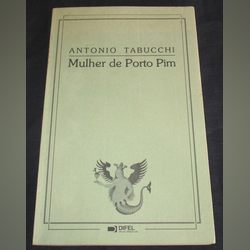 ANTONIO TABUCCHI
Mulher de Porto Pim
DIFEL